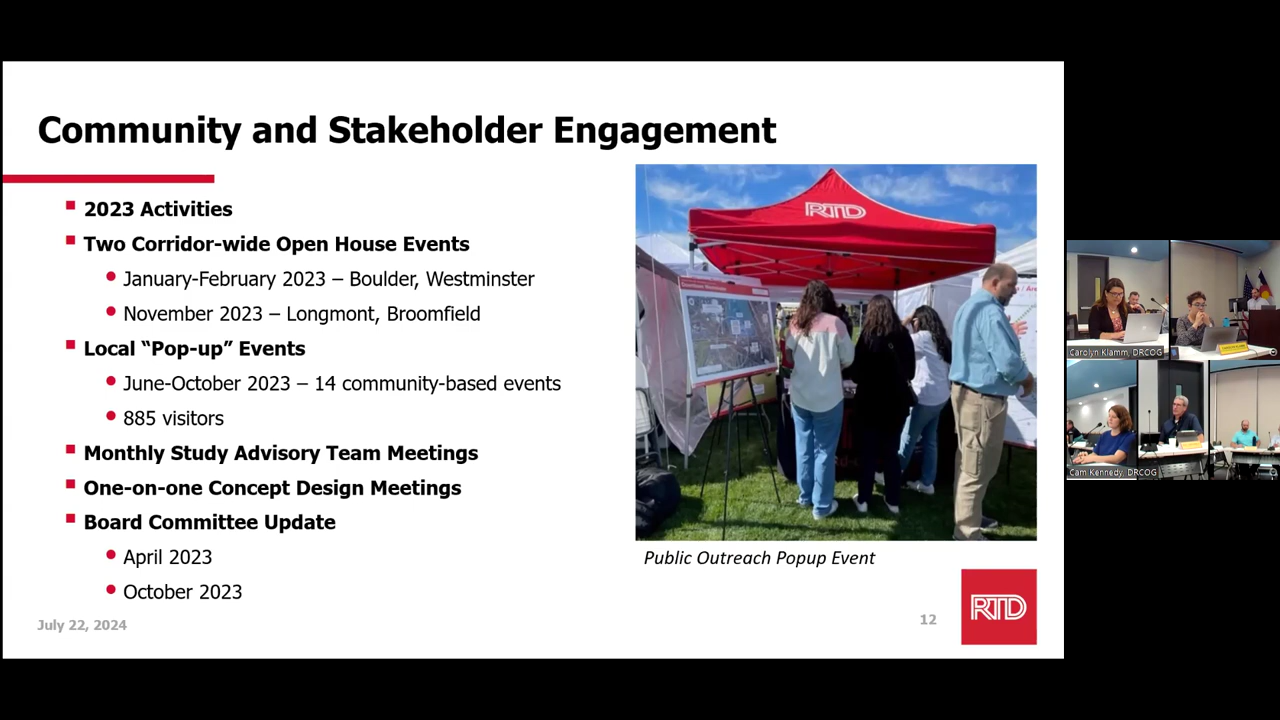 Community and Stakeholder Engagement
2023 Activities
Two Corridor-wide Open House Events
January-February 2023 – Boulder, Westminster
November 2023 – Longmont, Broomfield
Local “Pop-up” Events
June-October 2023 – 14 community-based events
885 visitors
Monthly Study Advisory Team Meetings
One-on-one Concept Design Meetings
Board Committee Update
April 2023
October 2023
RTD
Public Outreach Popup Event
July 22, 2024
12
RTD
Carolyn Klamm, DRCOG
Cam Kennedy, DRCOG